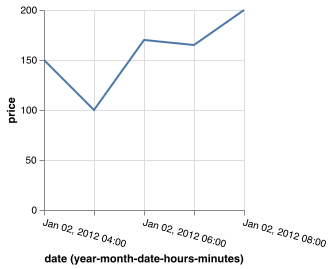 200
150
100
50
0
price
Jan 02, 2012 04:00
Jan 02, 2012 06:00
Jan 02, 2012 08:00
date (year-month-date-hours-minutes)